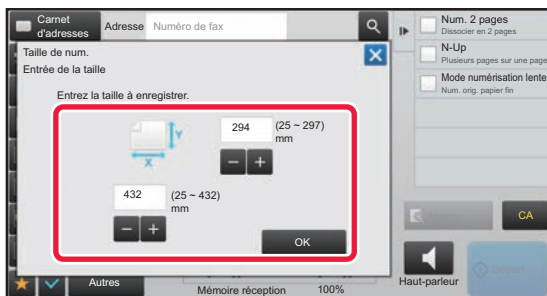 Carnet
d'adresses
Adresse
Numéro de fax
Num. 2 pages
Dissocier en 2 pages
N-Up
Plusieurs pages sur une page
Mode numérisation lente
Num. orig. papier fin
Taille de num.
Entrée de la taille
Entrez la taille à enregistrer.
294
(25 ~ 297)
mm
Y
X
432
(25 ~ 432)
mm
OK
CA
Autres
Mémoire réception
100%
Haut-parleur
Départ